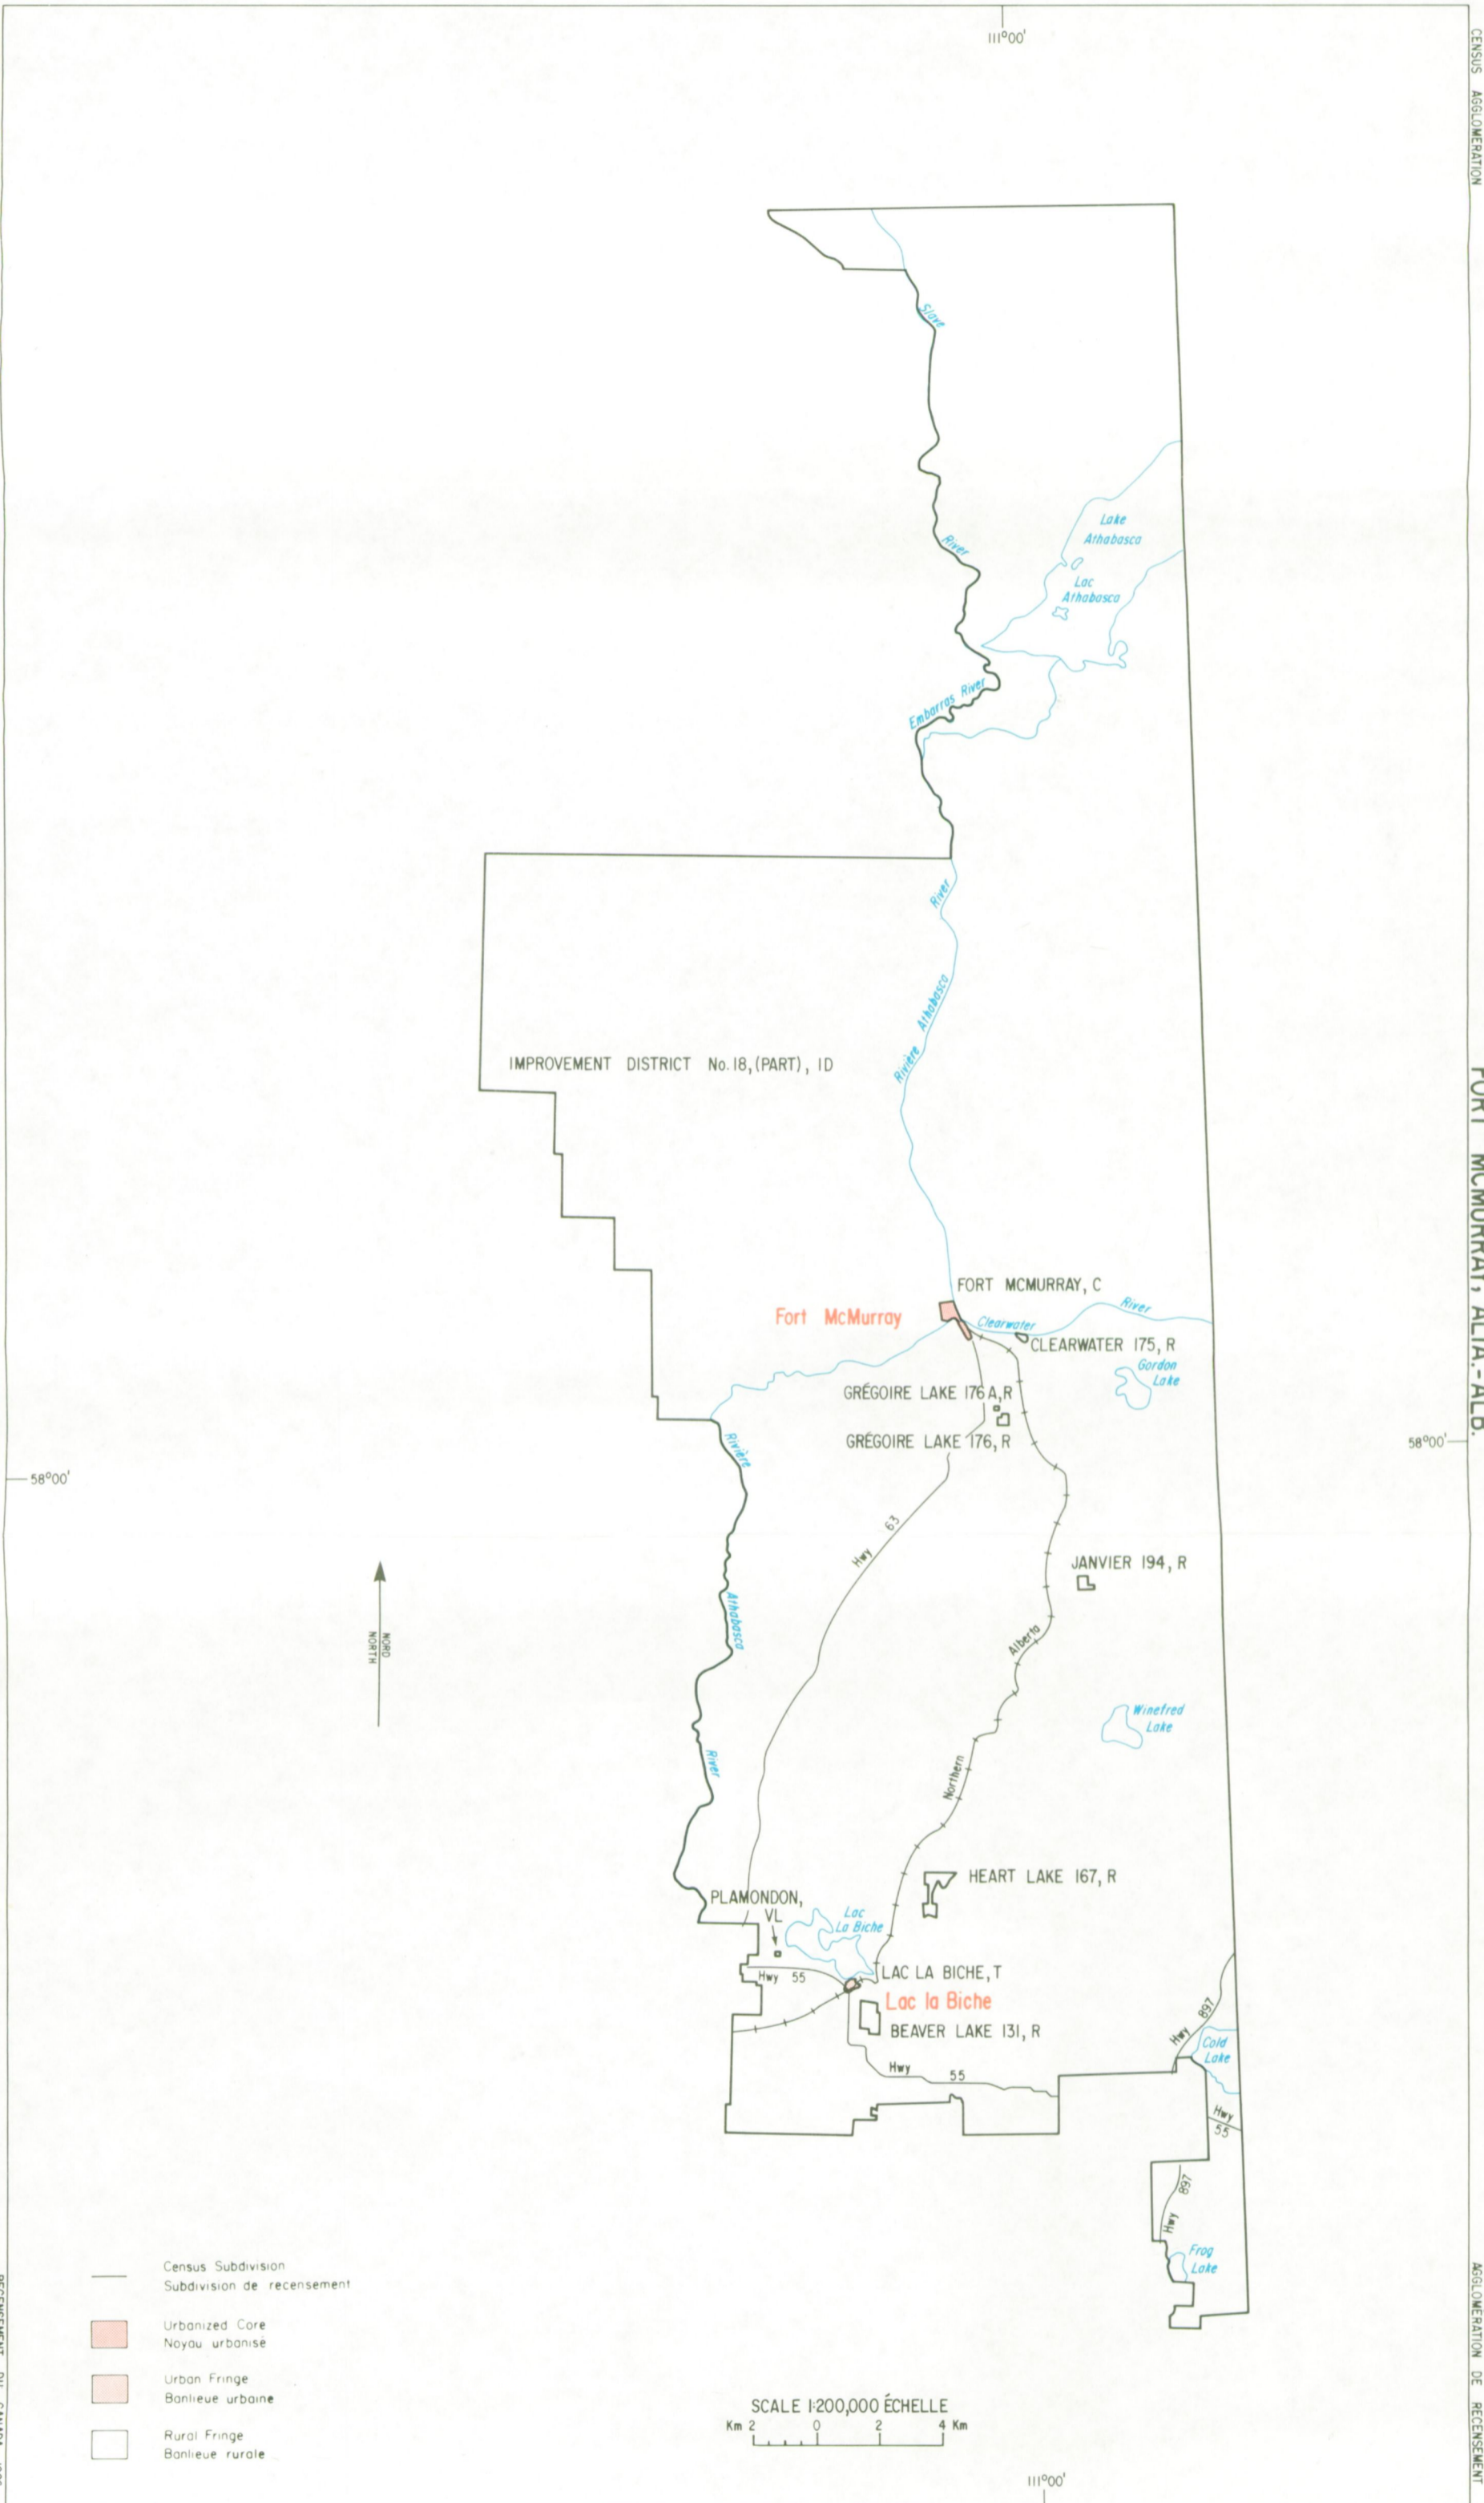 111°00'
CENSUS AGGLOMERATION
FORT MCMURRAY, ALTA.-ALB.
Slave
River
Lake
Athabasca
Lac
Athabasca
Embarras River
River
Rivière Athabasca
IMPROVEMENT DISTRICT No.18,(PART), ID
FORT MCMURRAY, C
Fort McMurray
Clearwater
River
CLEARWATER 175, R
Gordon
Lake
GRÉGOIRE LAKE 176A,R
GRÉGOIRE LAKE 176, R
58°00'
58°00'
Rivière
Athabasca
River
Hwy 63
JANVIER 194, R
NORD
NORTH
Alberta
Northern
Winefred
Lake
HEART LAKE 167, R
PLAMONDON,
VL
Lac
La Biche
Hwy 55
LAC LA BICHE, T
Lac la Biche
BEAVER LAKE 131, R
Hwy 55
Hwy 897
Cold
Lake
Hwy
55
Hwy 897
Frog
Lake
Census Subdivision
Subdivision de recensement
Urbanized Core
Noyau urbanisé
Urban Fringe
Banlieue urbaine
Rural Fringe
Banlieue rurale
SCALE 1:200,000 ÉCHELLE
Km 2 0 2 4 Km
111°00'
AGGLOMÉRATION DE RECENSEMENT